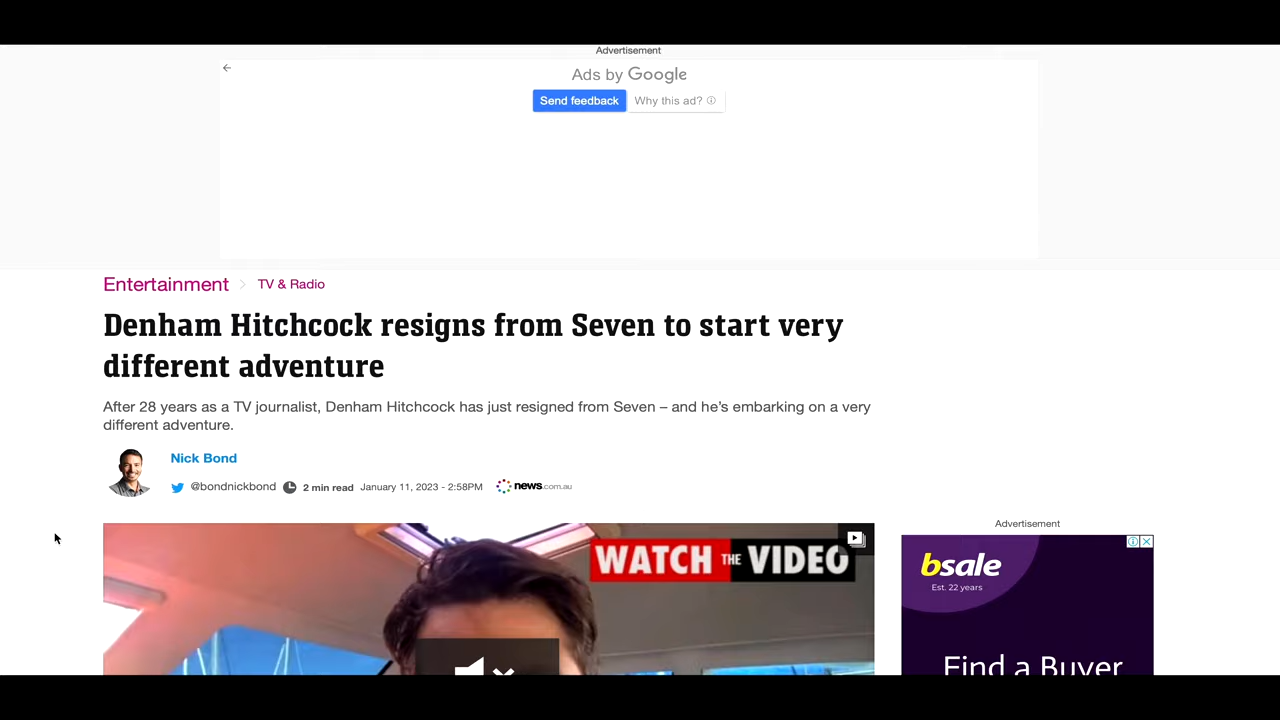 Advertisement
Ads by Google
Send feedback
Why this ad?
Entertainment
TV & Radio
Denham Hitchcock resigns from Seven to start very
different adventure
After 28 years as a TV journalist, Denham Hitchcock has just resigned from Seven – and he's embarking on a very
different adventure.
Nick Bond
@bondnickbond 2 min read January 11, 2023 - 2:58PM news.com.au
Advertisement
WATCH THE VIDEO
bsale
Est. 22 years
Find a Buyer